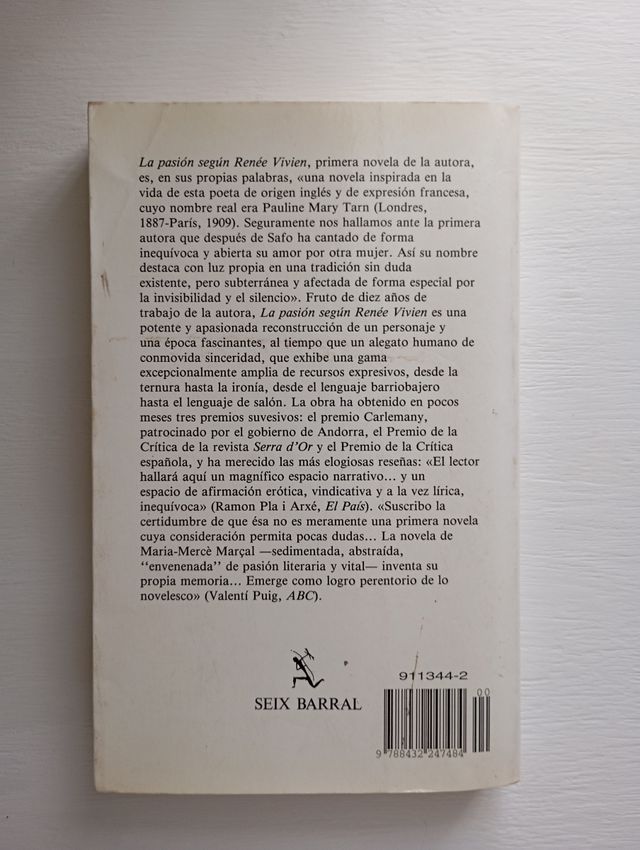 La pasión según Renée Vivien, primera novela de la autora,
es, en sus propias palabras, «una novela inspirada en la
vida de esta poeta de origen inglés y de expresión francesa,
cuyo nombre real era Pauline Mary Tarn (Londres,
1887-París, 1909). Seguramente nos hallamos ante la primera
autora que después de Safo ha cantado de forma
inequívoca y abierta su amor por otra mujer. Así su nombre
destaca con luz propia en una tradición sin duda
existente, pero subterránea y afectada de forma especial por
la invisibilidad y el silencio». Fruto de diez años de
trabajo de la autora, La pasión según Renée Vivien es una
potente y apasionada reconstrucción de un personaje y
una época fascinantes, al tiempo que un alegato humano de
conmovida sinceridad, que exhibe una gama
excepcionalmente amplia de recursos expresivos, desde la
ternura hasta la ironía, desde el lenguaje barriobajero
hasta el lenguaje de salón. La obra ha obtenido en pocos
meses tres premios suvesivos: el premio Carlemany,
patrocinado por el gobierno de Andorra, el Premio de la
Crítica de la revista Serra d'Or y el Premio de la Crítica
española, y ha merecido las más elogiosas reseñas: «El lector
hallará aquí un magnífico espacio narrativo... y un
espacio de afirmación erótica, vindicativa y a la vez lírica,
inequívoca» (Ramon Pla i Arxé, El País). «Suscribo la
certidumbre de que ésa no es meramente una primera novela
cuya consideración permita pocas dudas... La novela de
Maria-Mercè Marçal —sedimentada, abstraída,
“envenenada” de pasión literaria y vital— inventa su
propia memoria... Emerge como logro perentorio de lo
novelesco» (Valentí Puig, ABC).
SEIX BARRAL
911344-2
00
9 788432 247484